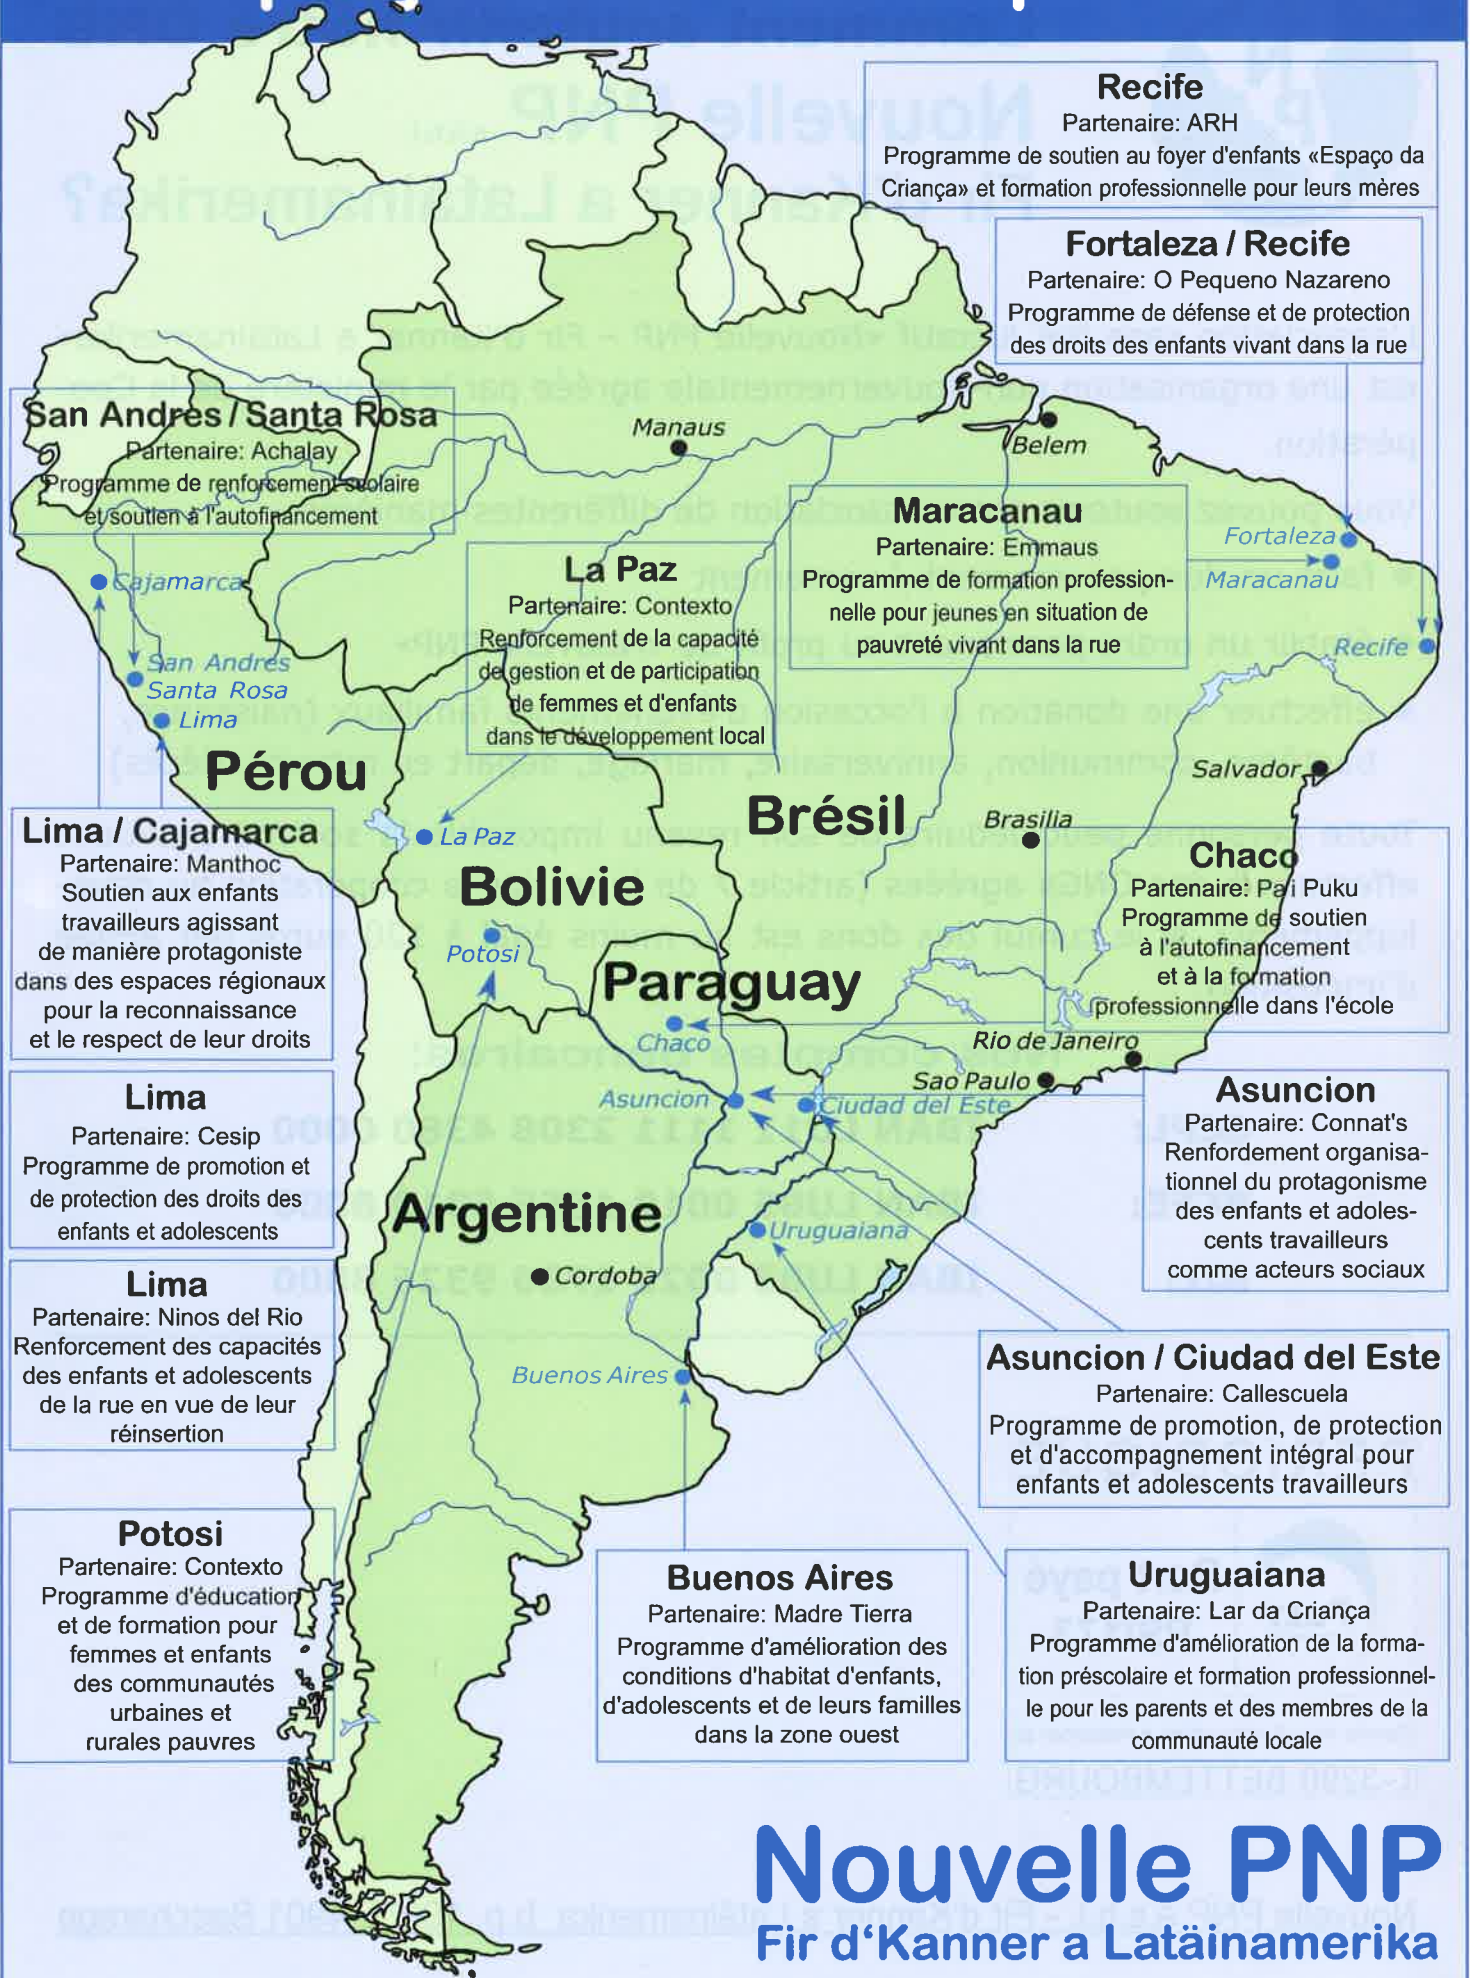 Recife
Partenaire: ARH
Programme de soutien au foyer d'enfants «Espaço da
Criança» et formation professionnelle pour leurs mères
Fortaleza / Recife
Partenaire: O Pequeno Nazareno
Programme de défense et de protection
des droits des enfants vivant dans la rue
San Andres / Santa Rosa
Partenaire: Achalay
Programme de renforcement scolaire
et soutien à l'autofinancement
Manaus
Belem
Maracanau
Partenaire: Emmaus
Programme de formation profession-
nelle pour jeunes en situation de
pauvreté vivant dans la rue
Fortaleza
Maracanau
Recife
La Paz
Partenaire: Contexto
Renforcement de la capacité
de gestion et de participation
de femmes et d'enfants
dans le développement local
Cajamarca
San Andres
Santa Rosa
Lima
Pérou
Brésil
Salvador
Brasilia
La Paz
Bolivie
Potosi
Paraguay
Chaco
Lima / Cajamarca
Partenaire: Manthoc
Soutien aux enfants
travailleurs agissant
de manière protagoniste
dans des espaces régionaux
pour la reconnaissance
et le respect de leur droits
Chaco
Partenaire: Pa'i Puku
Programme de soutien
à l'autofinancement
et à la formation
professionnelle dans l'école
Rio de Janeiro
Sao Paulo
Asuncion
Ciudad del Este
Lima
Partenaire: Cesip
Programme de promotion et
de protection des droits des
enfants et adolescents
Asuncion
Partenaire: Connat's
Renfordement organisa-
tionnel du protagonisme
des enfants et adoles-
cents travailleurs
comme acteurs sociaux
Argentine
Uruguaiana
Cordoba
Lima
Partenaire: Ninos del Rio
Renforcement des capacités
des enfants et adolescents
de la rue en vue de leur
réinsertion
Buenos Aires
Asuncion / Ciudad del Este
Partenaire: Callescuela
Programme de promotion, de protection
et d'accompagnement intégral pour
enfants et adolescents travailleurs
Potosi
Partenaire: Contexto
Programme d'éducation
et de formation pour
femmes et enfants
des communautés
urbaines et
rurales pauvres
Buenos Aires
Partenaire: Madre Tierra
Programme d'amélioration des
conditions d'habitat d'enfants,
d'adolescents et de leurs familles
dans la zone ouest
Uruguaiana
Partenaire: Lar da Criança
Programme d'amélioration de la forma-
tion préscolaire et formation professionnel-
le pour les parents et des membres de la
communauté locale
Nouvelle PNP
Fir d'Kanner a Latäinamerika